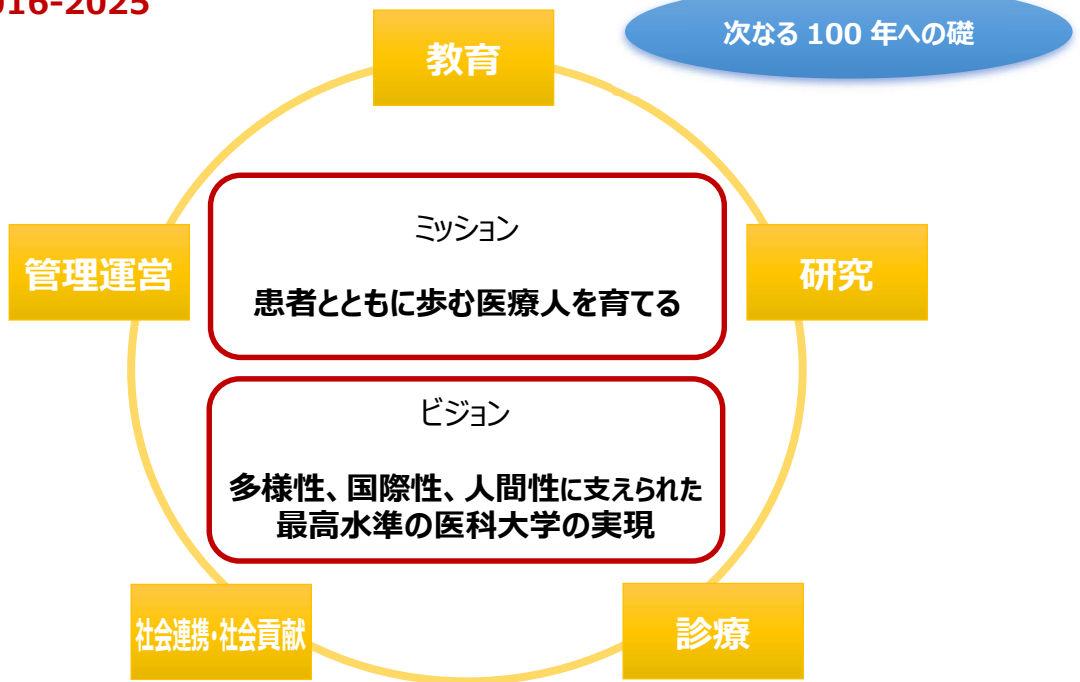 016-2025
次なる 100 年への礎
教育
管理運営
研究
ミッション
患者とともに歩む医療人を育てる
ビジョン
多様性、国際性、人間性に支えられた
最高水準の医科大学の実現
社会連携・社会貢献
診療